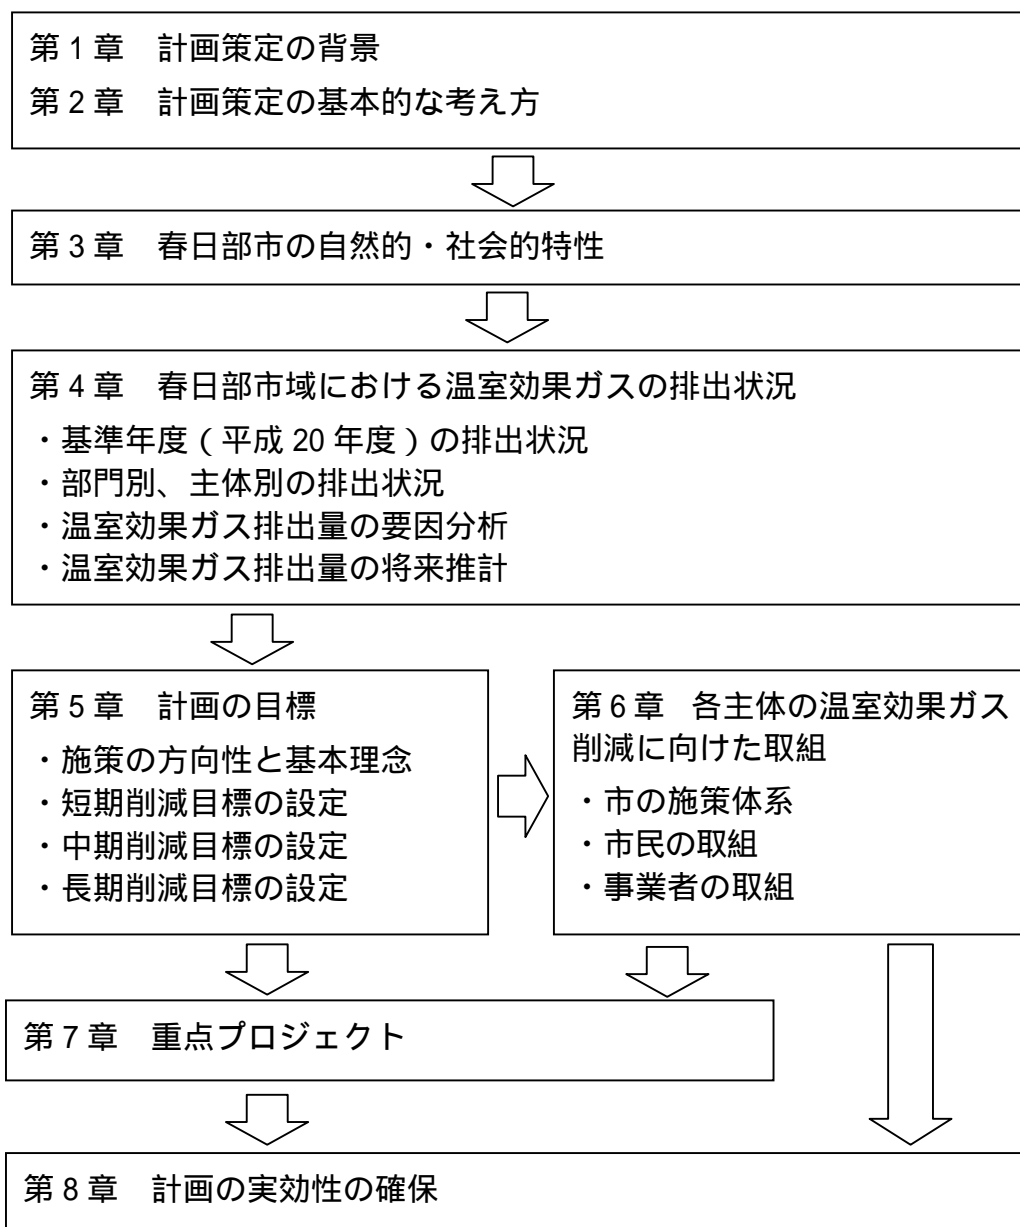 第1章　計画策定の背景
第2章　計画策定の基本的な考え方
第3章　春日部市の自然的・社会的特性
第4章　春日部市域における温室効果ガスの排出状況
・基準年度（平成 20 年度）の排出状況
・部門別、主体別の排出状況
・温室効果ガス排出量の要因分析
・温室効果ガス排出量の将来推計
第5章　計画の目標
・施策の方向性と基本理念
・短期削減目標の設定
・中期削減目標の設定
・長期削減目標の設定
第6章　各主体の温室効果ガス
削減に向けた取組
・市の施策体系
・市民の取組
・事業者の取組
第7章　重点プロジェクト
第8章　計画の実効性の確保